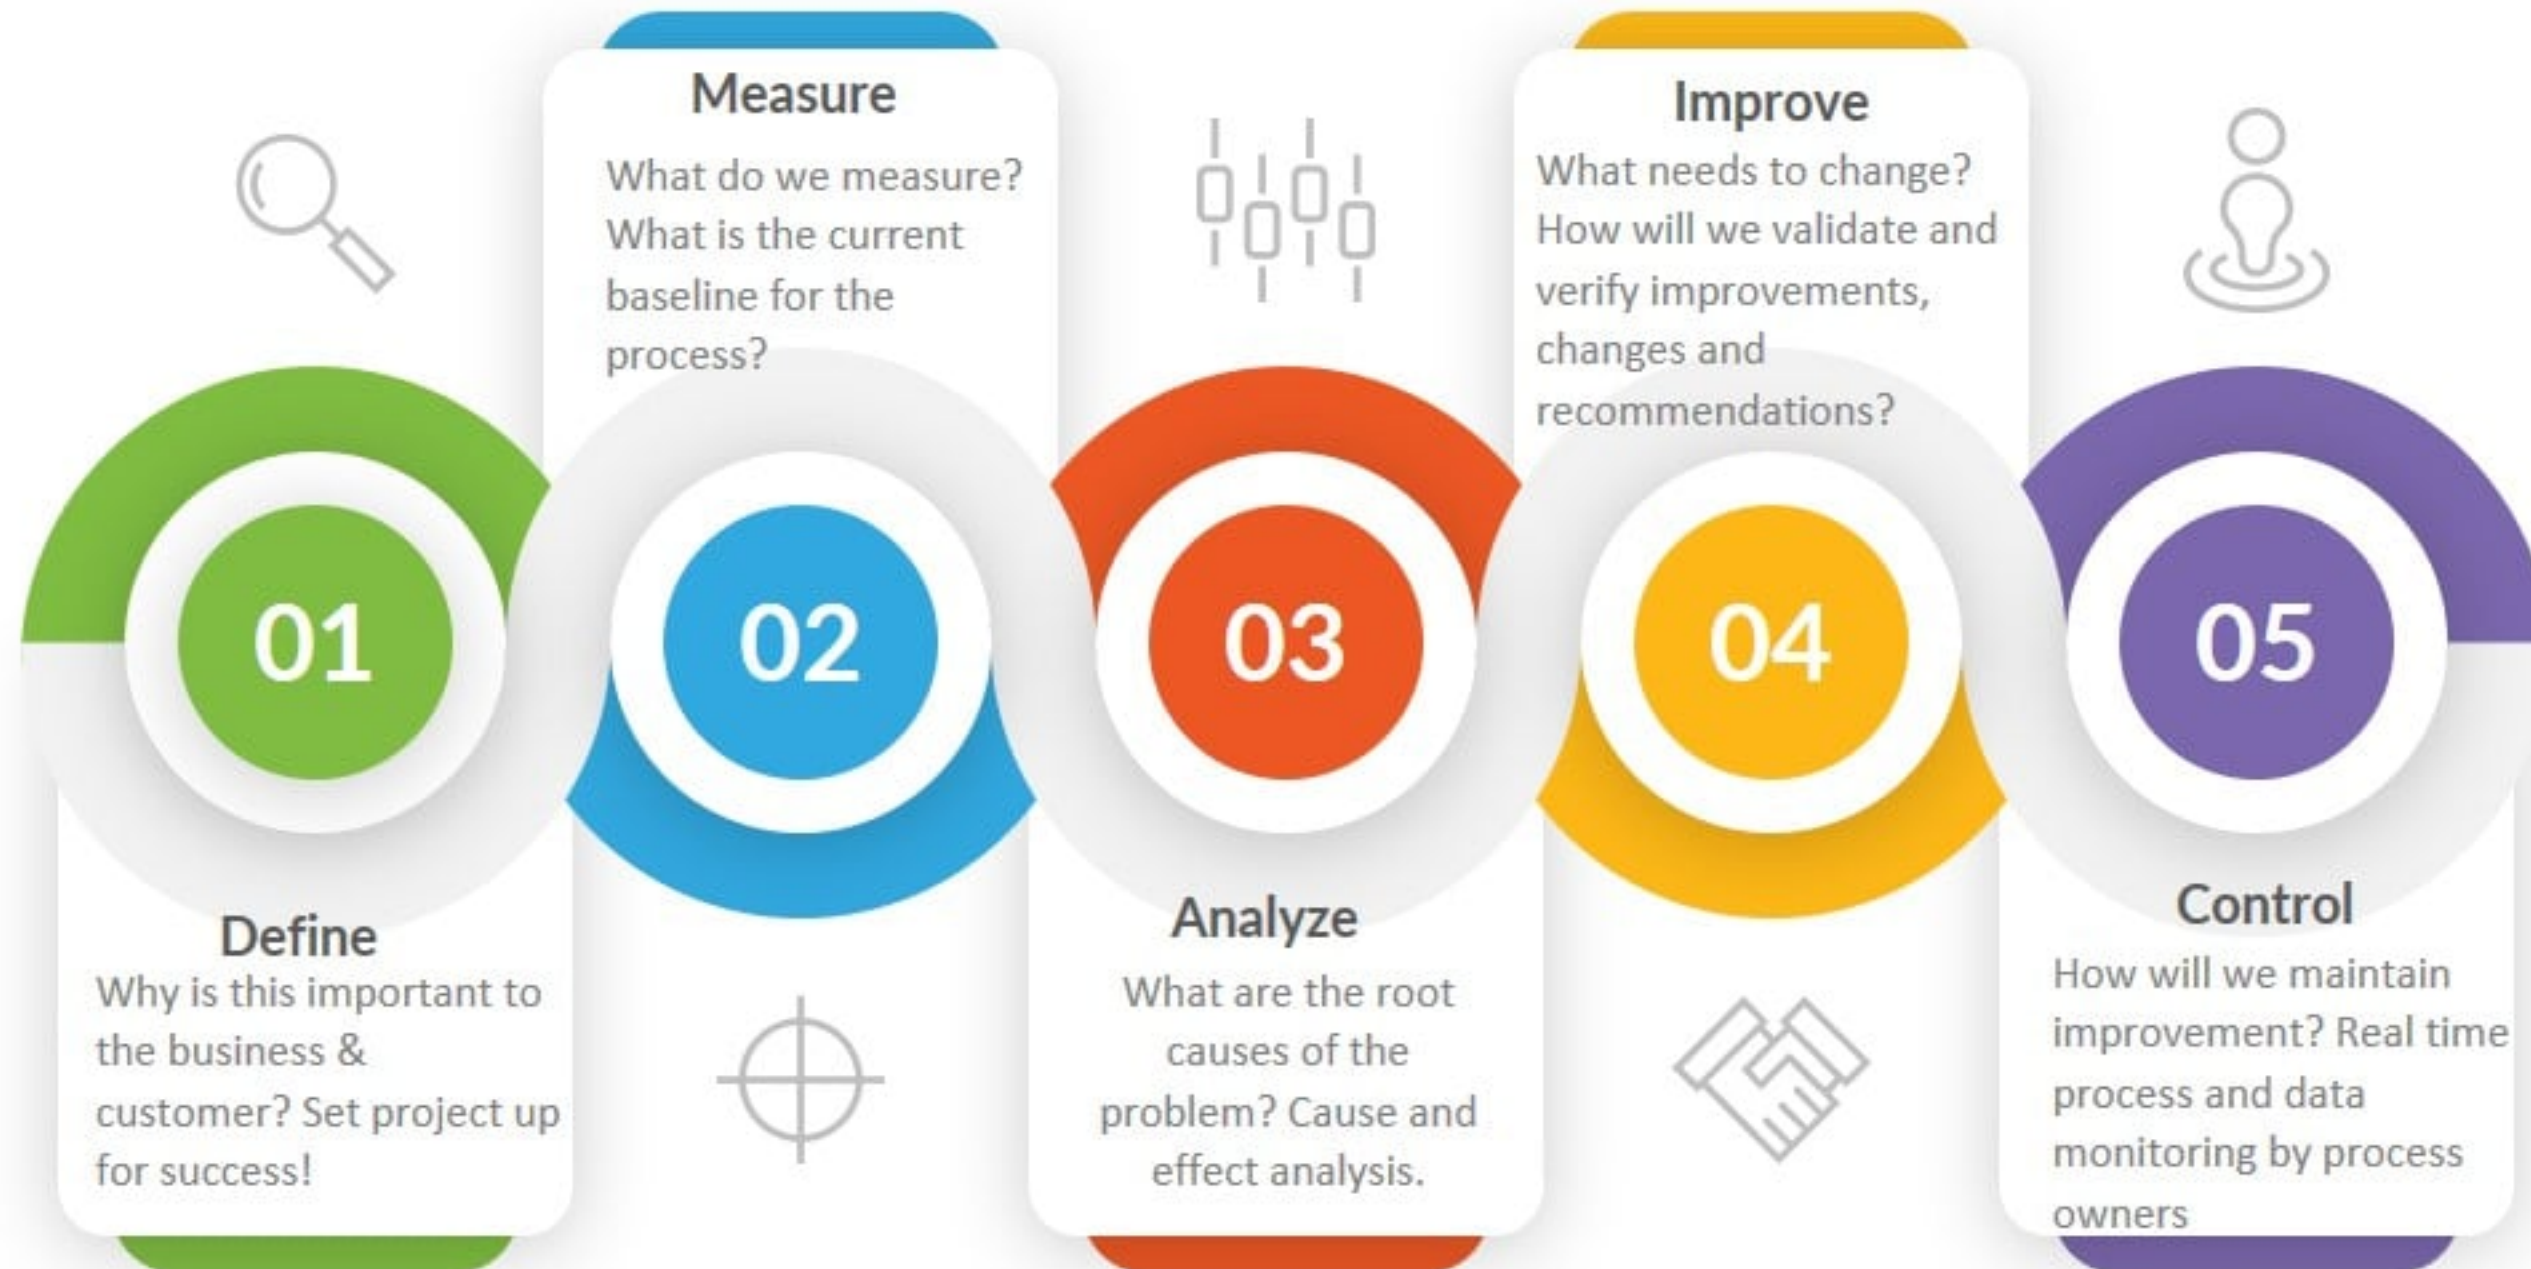 01
Define
Why is this important to
the business &
customer? Set project up
for success!
Measure
What do we measure?
What is the current
baseline for the
process?
02
03
Analyze
What are the root
causes of the
problem? Cause and
effect analysis.
Improve
What needs to change?
How will we validate and
verify improvements,
changes and
recommendations?
04
05
Control
How will we maintain
improvement? Real time
process and data
monitoring by process
owners